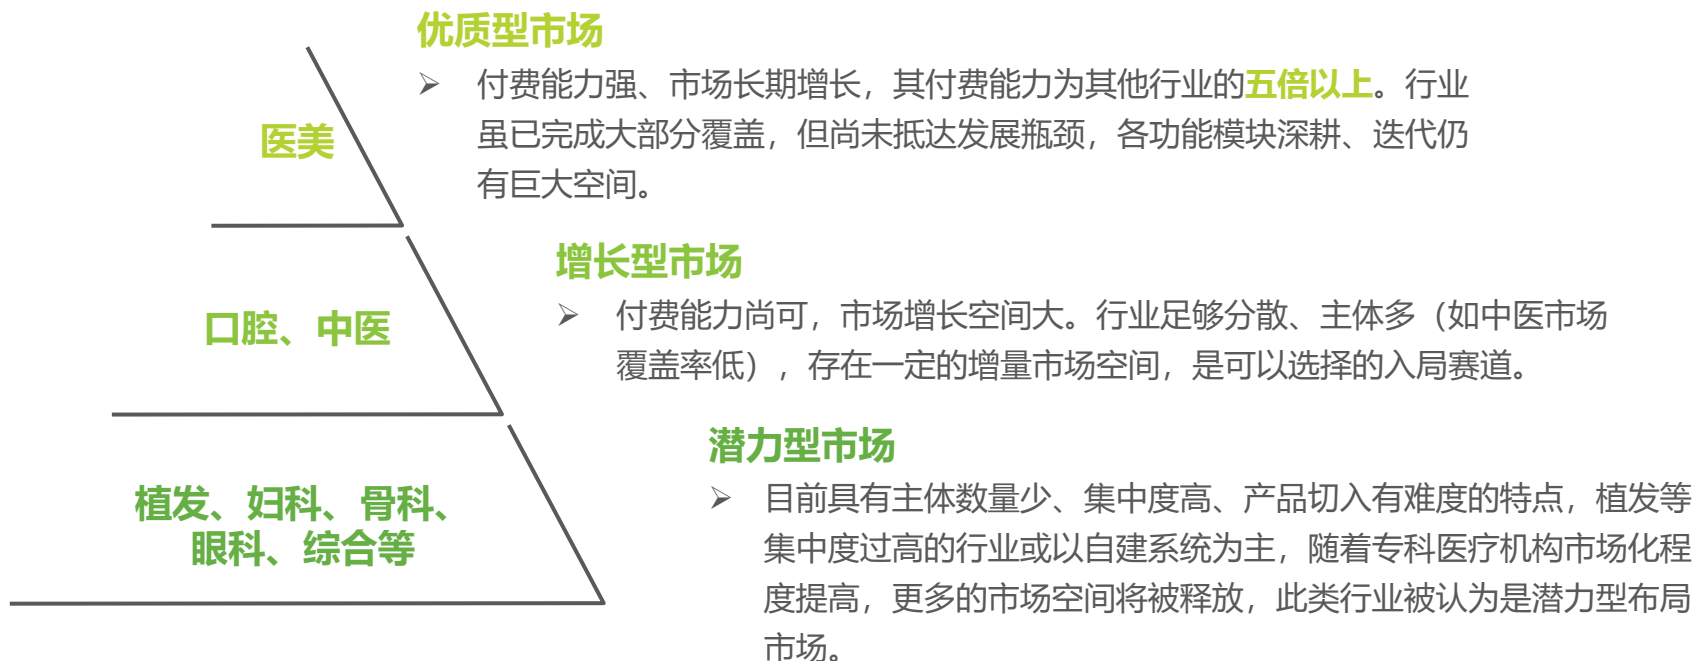 优质型市场
➢ 付费能力强、市场长期增长，其付费能力为其他行业的五倍以上。行业
虽已完成大部分覆盖，但尚未抵达发展瓶颈，各功能模块深耕、迭代仍
有巨大空间。
医美
增长型市场
➢ 付费能力尚可，市场增长空间大。行业足够分散、主体多（如中医市场
覆盖率低），存在一定的增量市场空间，是可以选择的入局赛道。
口腔、中医
潜力型市场
➢ 目前具有主体数量少、集中度高、产品切入有难度的特点，植发等
集中度过高的行业或以自建系统为主，随着专科医疗机构市场化程
度提高，更多的市场空间将被释放，此类行业被认为是潜力型布局
市场。
植发、妇科、骨科、
眼科、综合等